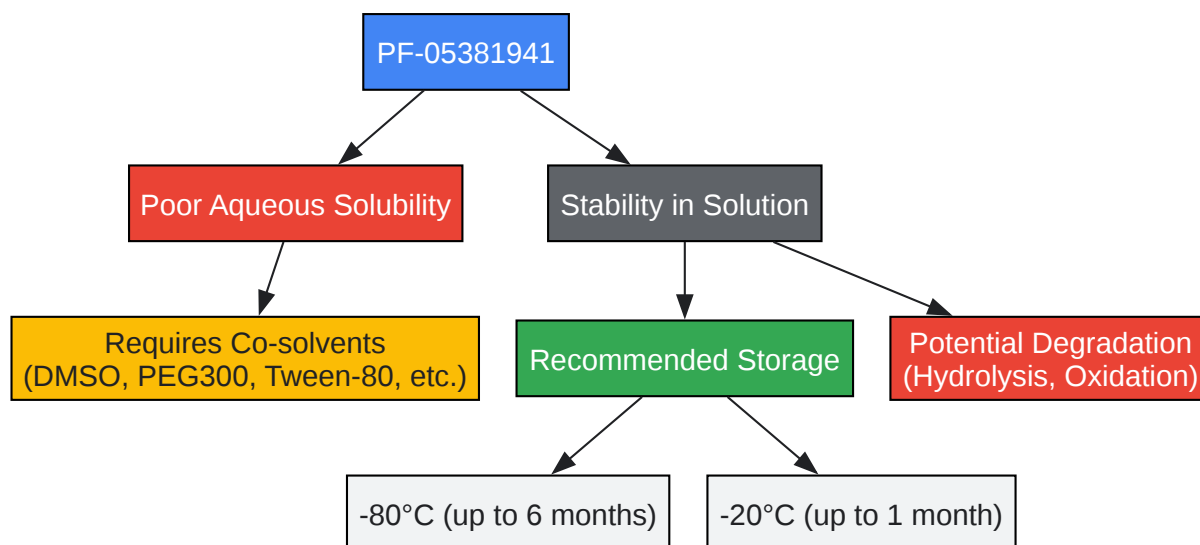 PF-05381941
Poor Aqueous Solubility
Stability in Solution
Requires Co-solvents
(DMSO, PEG300, Tween-80, etc.)
Recommended Storage
Potential Degradation
(Hydrolysis, Oxidation)
-80°C (up to 6 months)
-20°C (up to 1 month)